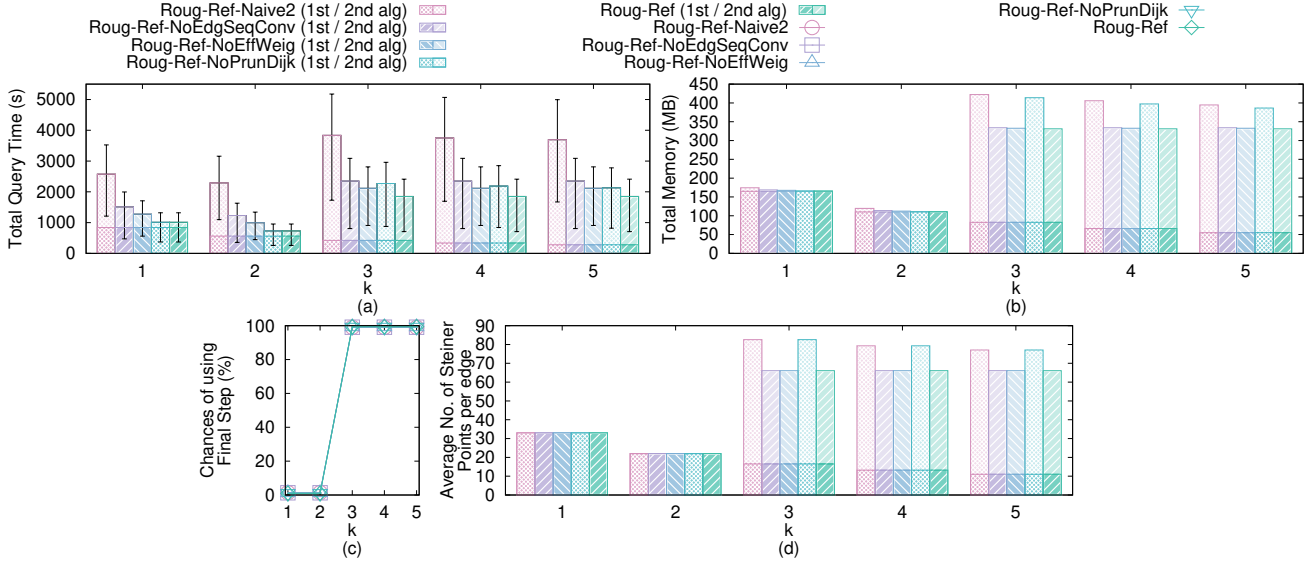 Roug-Ref-Naive2 (1st / 2nd alg)
Roug-Ref-NoEdgSeqConv (1st / 2nd alg)
Roug-Ref-NoEffWeig (1st / 2nd alg)
Roug-Ref-NoPrunDijk (1st / 2nd alg)
Roug-Ref (1st / 2nd alg)
Roug-Ref-Naive2
Roug-Ref-NoEdgSeqConv
Roug-Ref-NoEffWeig
Roug-Ref-NoPrunDijk
Roug-Ref
Total Query Time (s)
5000
4000
3000
2000
1000
0
1 2 3 4 5
k
(a)
Total Memory (MB)
450
400
350
300
250
200
150
100
50
0
1 2 3 4 5
k
(b)
Chances of using
Final Step (%)
100
80
60
40
20
0
1 2 3 4 5
k
(c)
Average No. of Steiner
Points per edge
90
80
70
60
50
40
30
20
10
0
1 2 3 4 5
k
(d)